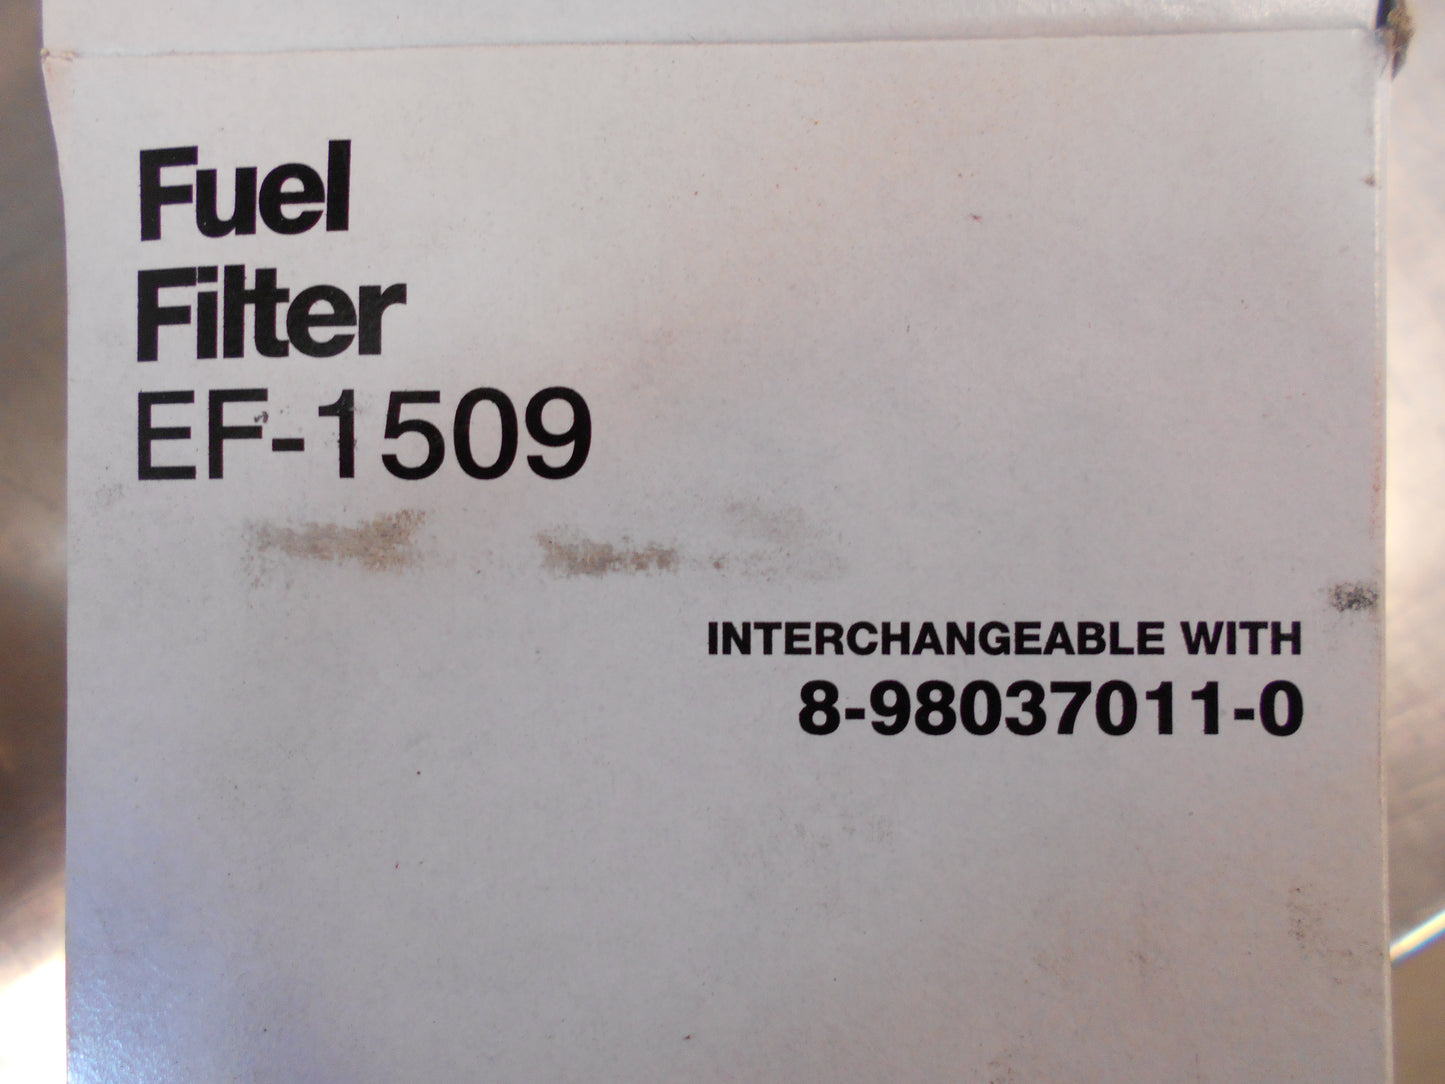 Fuel
Filter
EF-1509
INTERCHANGEABLE WITH
8-98037011-0